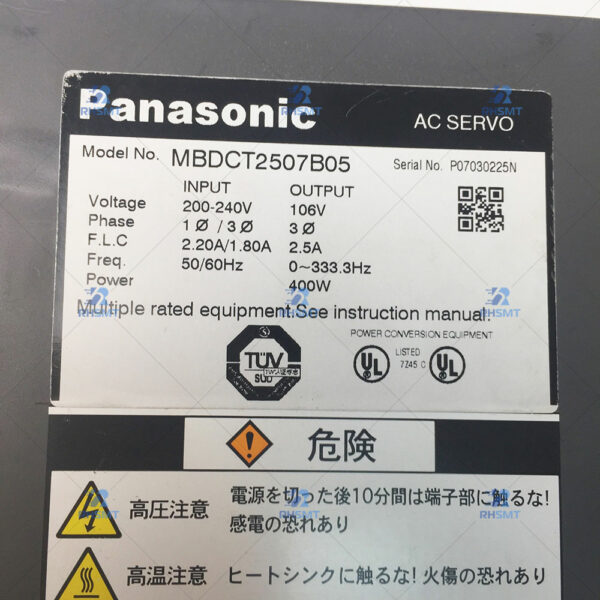 Panasonic
AC SERVO
Model No. MBDCT2507B05 Serial No. P07030225N
INPUT OUTPUT
Voltage 200-240V 106V
Phase 1Ø / 3Ø 3Ø
F.L.C 2.20A/1.80A 2.5A
Freq. 50/60Hz 0~333.3Hz
Power 400W
Multiple rated equipment.See instruction manual.
POWER CONVERSION EQUIPMENT
TÜV
SÜD
UL LISTED UL
7Z45 C
危険
高圧注意 電源を切った後10分間は端子部に触るな!
感電の恐れあり
高温注意 ヒートシンクに触るな! 火傷の恐れあり
RHSMT